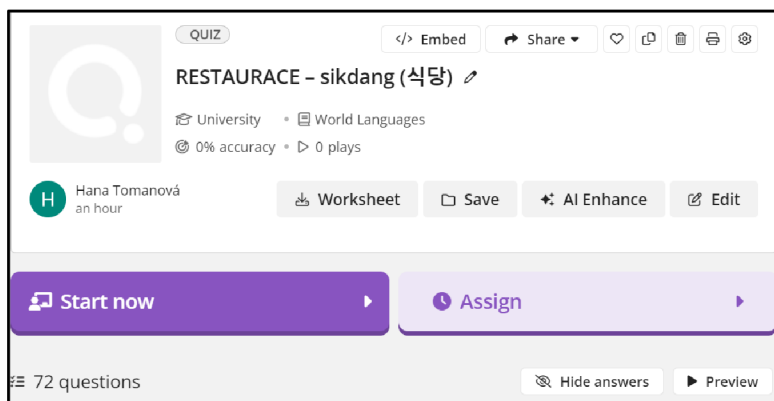 QUIZ
</> Embed
Share
RESTAURACE – sikdang (식당)
University • World Languages
0% accuracy • 0 plays
H
Hana Tomanová
an hour
Worksheet
Save
AI Enhance
Edit
Start now
Assign
72 questions
Hide answers
Preview